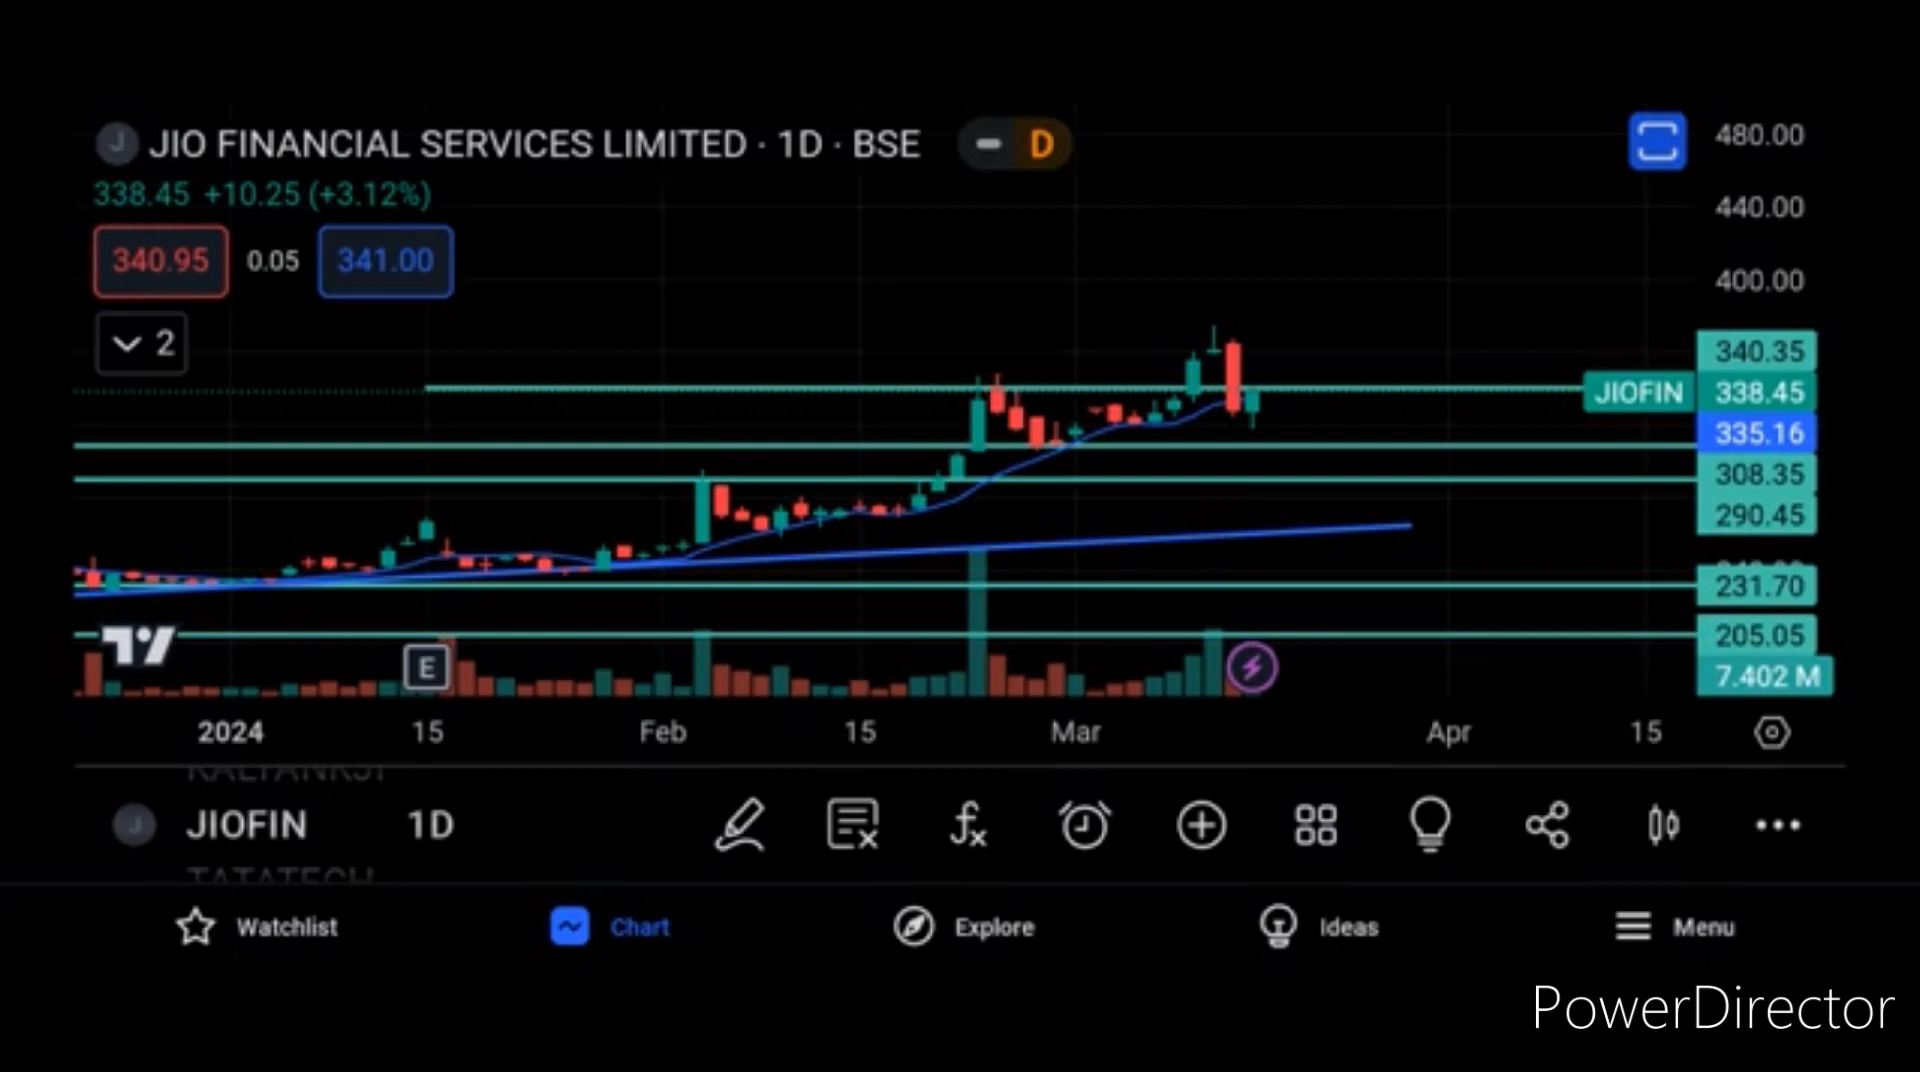 J JIO FINANCIAL SERVICES LIMITED · 1D · BSE D
338.45 +10.25 (+3.12%)
340.95 0.05 341.00
2
480.00
440.00
400.00
340.35
JIOFIN 338.45
335.16
308.35
290.45
231.70
205.05
7.402 M
E
2024 15 Feb 15 Mar Apr 15
J JIOFIN 1D
TATATECH
Watchlist Chart Explore Ideas Menu
PowerDirector